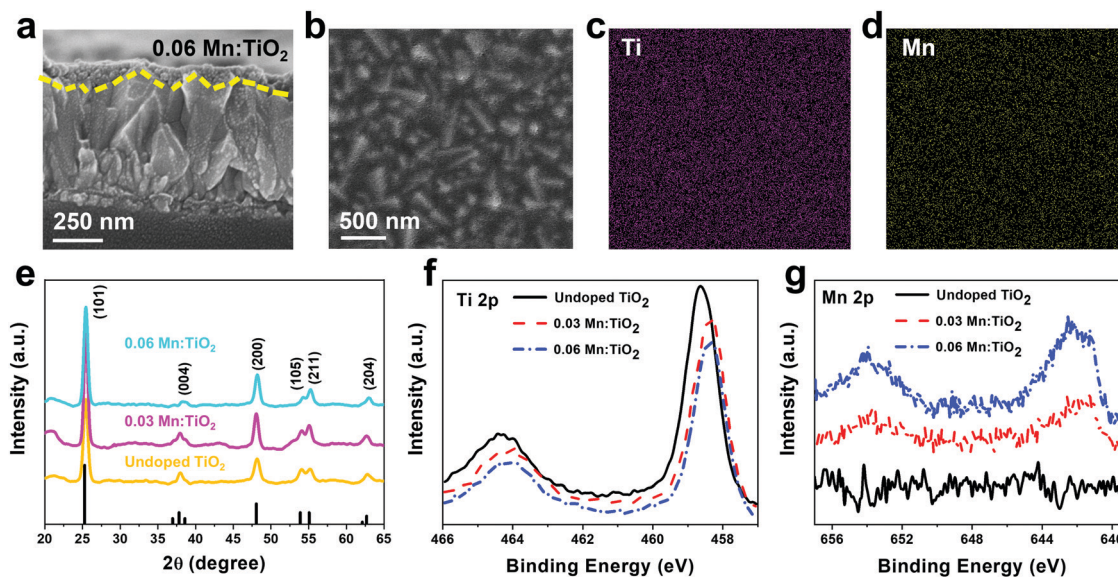 a
0.06 Mn:TiO2
250 nm
b
500 nm
c
Ti
d
Mn
e
Intensity (a.u.)
(101)
0.06 Mn:TiO2
(004)
(200)
(105)
(211)
(204)
0.03 Mn:TiO2
Undoped TiO2
20 25 30 35 40 45 50 55 60 65
2θ (degree)
f
Intensity (a.u.)
Ti 2p
Undoped TiO2
0.03 Mn:TiO2
0.06 Mn:TiO2
466 464 462 460 458
Binding Energy (eV)
g
Intensity (a.u.)
Mn 2p
Undoped TiO2
0.03 Mn:TiO2
0.06 Mn:TiO2
656 652 648 644 640
Binding Energy (eV)